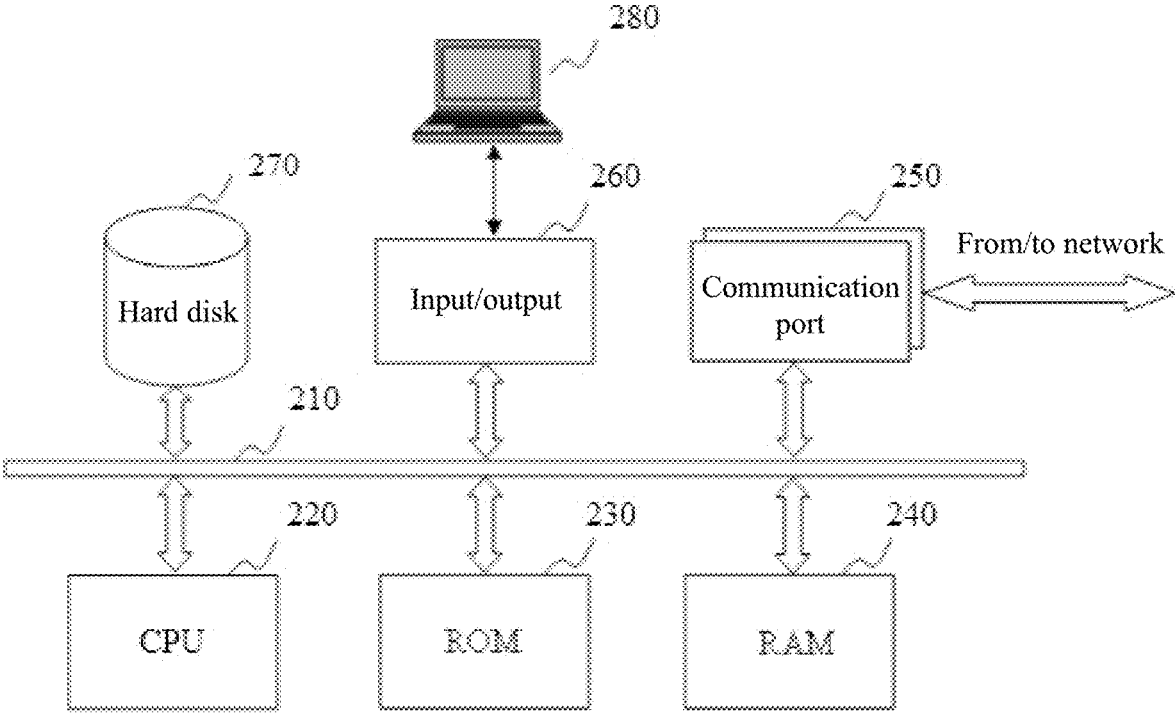 280
270
260
250
From/to network
Hard disk
Input/output
Communication
port
210
220
230
240
CPU
ROM
RAM